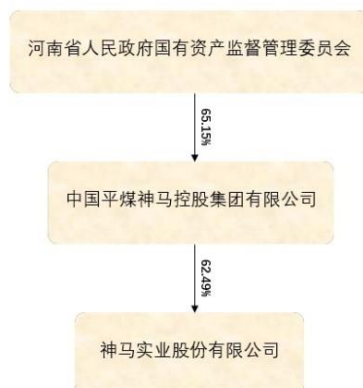 河南省人民政府国有资产监督管理委员会
65.15%
中国平煤神马控股集团有限公司
62.49%
神马实业股份有限公司